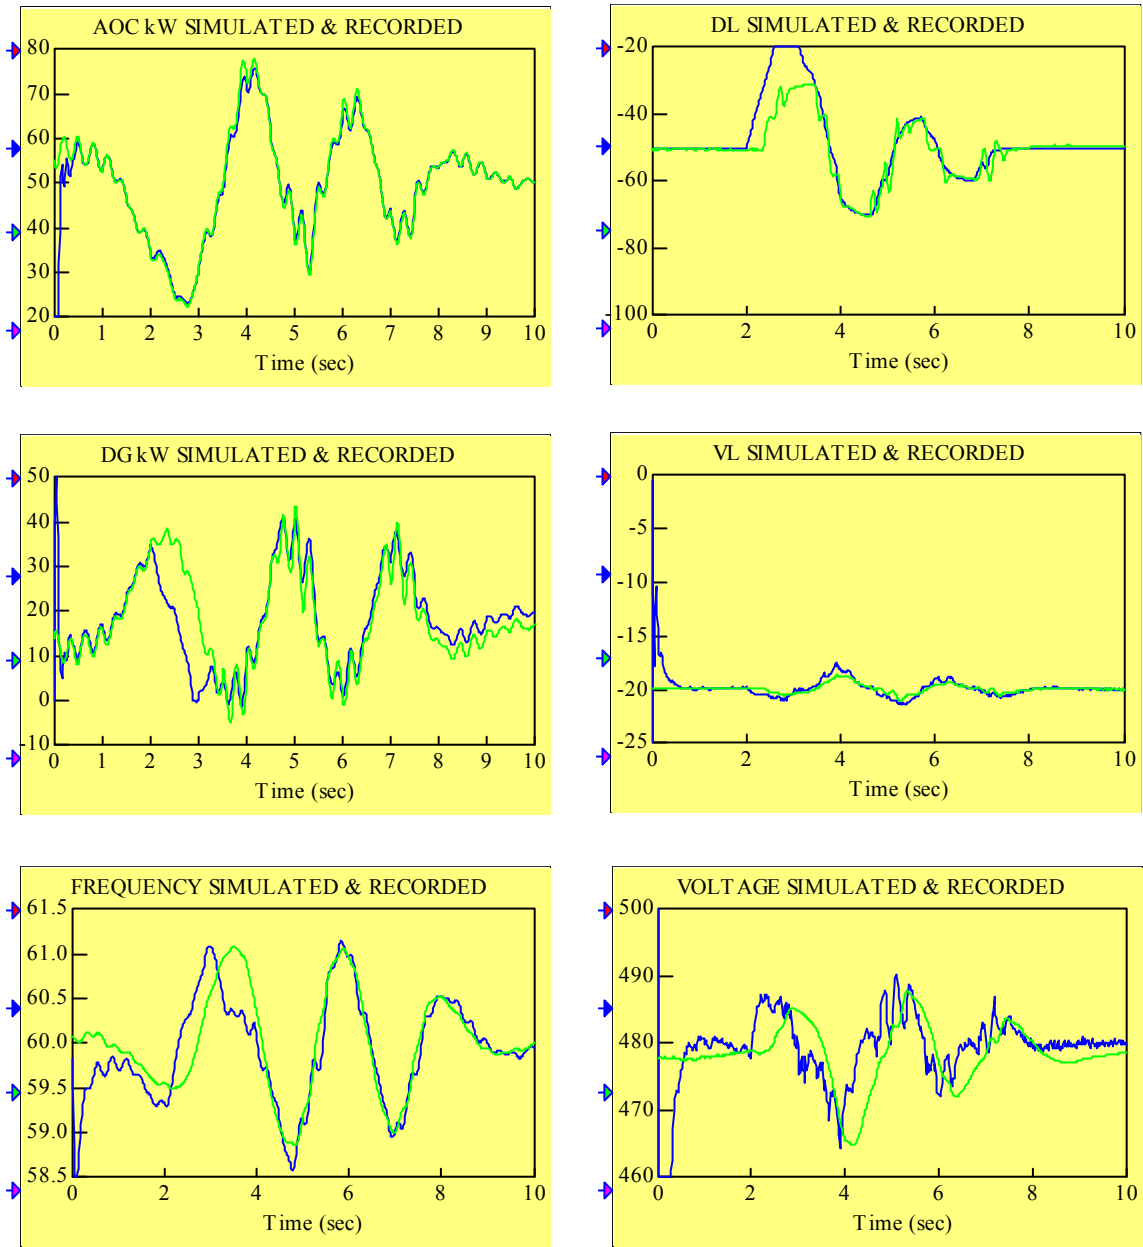 AOC kW SIMULATED & RECORDED
80
70
60
50
40
30
20
0 1 2 3 4 5 6 7 8 9 10
Time (sec)
DL SIMULATED & RECORDED
-20
-40
-60
-80
-100
0 2 4 6 8 10
Time (sec)
DG kW SIMULATED & RECORDED
50
40
30
20
10
0
-10
0 1 2 3 4 5 6 7 8 9 10
Time (sec)
VL SIMULATED & RECORDED
0
-5
-10
-15
-20
-25
0 2 4 6 8 10
Time (sec)
FREQUENCY SIMULATED & RECORDED
61.5
61.0
60.5
60.0
59.5
59.0
58.5
0 2 4 6 8 10
Time (sec)
VOLTAGE SIMULATED & RECORDED
500
490
480
470
460
0 2 4 6 8 10
Time (sec)